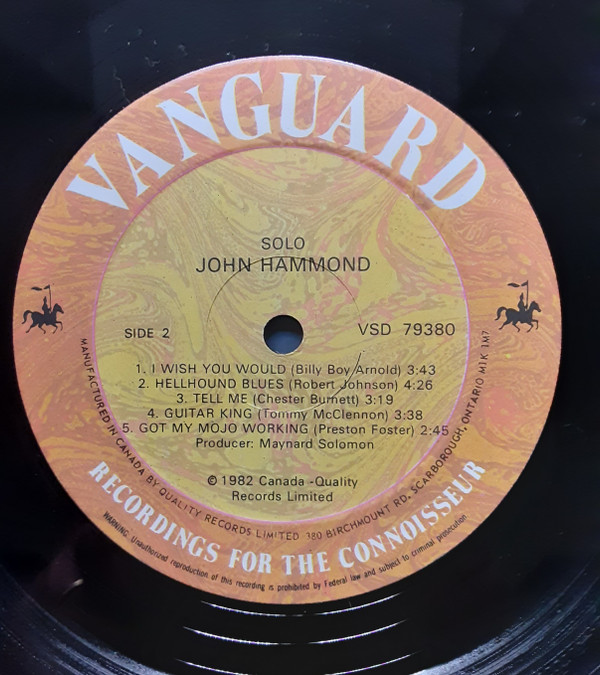 VANGUARD
SOLO
JOHN HAMMOND
SIDE 2
VSD 79380
1. I WISH YOU WOULD (Billy Boy Arnold) 3:43
2. HELLHOUND BLUES (Robert Johnson) 4:26
3. TELL ME (Chester Burnett) 3:19
4. GUITAR KING (Tommy McClennon) 3:38
5. GOT MY MOJO WORKING (Preston Foster) 2:45
Producer: Maynard Solomon
© 1982 Canada -Quality
Records Limited
MANUFACTURED IN CANADA BY QUALITY RECORDS LIMITED 380 BIRCHMOUNT RD. SCARBOROUGH, ONTARIO M1K 1M7
RECORDINGS FOR THE CONNOISSEUR
WARNING: Unauthorized reproduction of this recording is prohibited by Federal law and subject to criminal prosecution